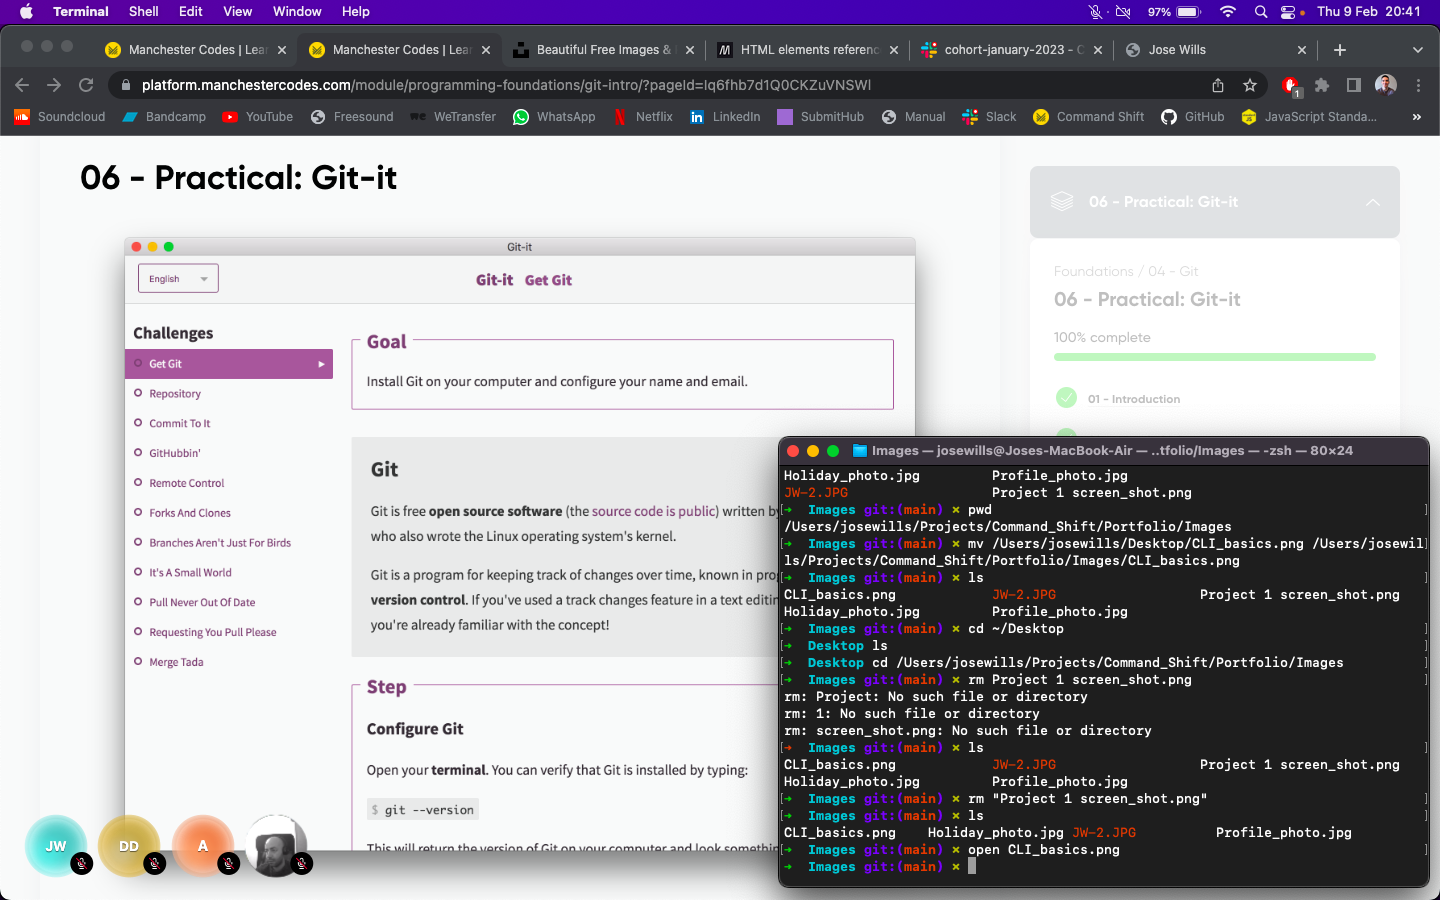 Terminal Shell Edit View Window Help 97% Thu 9 Feb 20:41
Manchester Codes | Lear Manchester Codes | Lear Beautiful Free Images & HTML elements referenc cohort-january-2023 - C Jose Wills
platform.manchestercodes.com/module/programming-foundations/git-intro/?pageId=lq6fhb7d1Q0CKZuVNSWl 1
Soundcloud Bandcamp YouTube Freesound WeTransfer WhatsApp Netflix LinkedIn SubmitHub Manual Slack Command Shift GitHub JavaScript Standa... »
06 - Practical: Git-it
Git-it
English
Git-it Get Git
Challenges
Get Git
Repository
Commit To It
GitHubbin'
Remote Control
Forks And Clones
Branches Aren't Just For Birds
It's A Small World
Pull Never Out Of Date
Requesting You Pull Please
Merge Tada
Goal
Install Git on your computer and configure your name and email.
Git
Git is free open source software (the source code is public) written by
who also wrote the Linux operating system's kernel.
Git is a program for keeping track of changes over time, known in pro
version control. If you've used a track changes feature in a text editin
you're already familiar with the concept!
Step
Configure Git
Open your terminal. You can verify that Git is installed by typing:
$ git --version
This will return the version of Git on your computer and look somethin
JW DD A
06 - Practical: Git-it
Foundations / 04 - Git
06 - Practical: Git-it
100% complete
01 - Introduction
Images — josewills@Joses-MacBook-Air — ..tfolio/Images — -zsh — 80×24
Holiday_photo.jpg Profile_photo.jpg
JW-2.JPG Project 1 screen_shot.png
[➜ Images git:(main) × pwd ]
/Users/josewills/Projects/Command_Shift/Portfolio/Images
[➜ Images git:(main) × mv /Users/josewills/Desktop/CLI_basics.png /Users/josewil]
ls/Projects/Command_Shift/Portfolio/Images/CLI_basics.png
[➜ Images git:(main) × ls ]
CLI_basics.png JW-2.JPG Project 1 screen_shot.png
Holiday_photo.jpg Profile_photo.jpg
[➜ Images git:(main) × cd ~/Desktop ]
[➜ Desktop ls ]
[➜ Desktop cd /Users/josewills/Projects/Command_Shift/Portfolio/Images ]
[➜ Images git:(main) × rm Project 1 screen_shot.png ]
rm: Project: No such file or directory
rm: 1: No such file or directory
rm: screen_shot.png: No such file or directory
[➜ Images git:(main) × ls ]
CLI_basics.png JW-2.JPG Project 1 screen_shot.png
Holiday_photo.jpg Profile_photo.jpg
[➜ Images git:(main) × rm "Project 1 screen_shot.png" ]
[➜ Images git:(main) × ls ]
CLI_basics.png Holiday_photo.jpg JW-2.JPG Profile_photo.jpg
[➜ Images git:(main) × open CLI_basics.png ]
➜ Images git:(main) ×